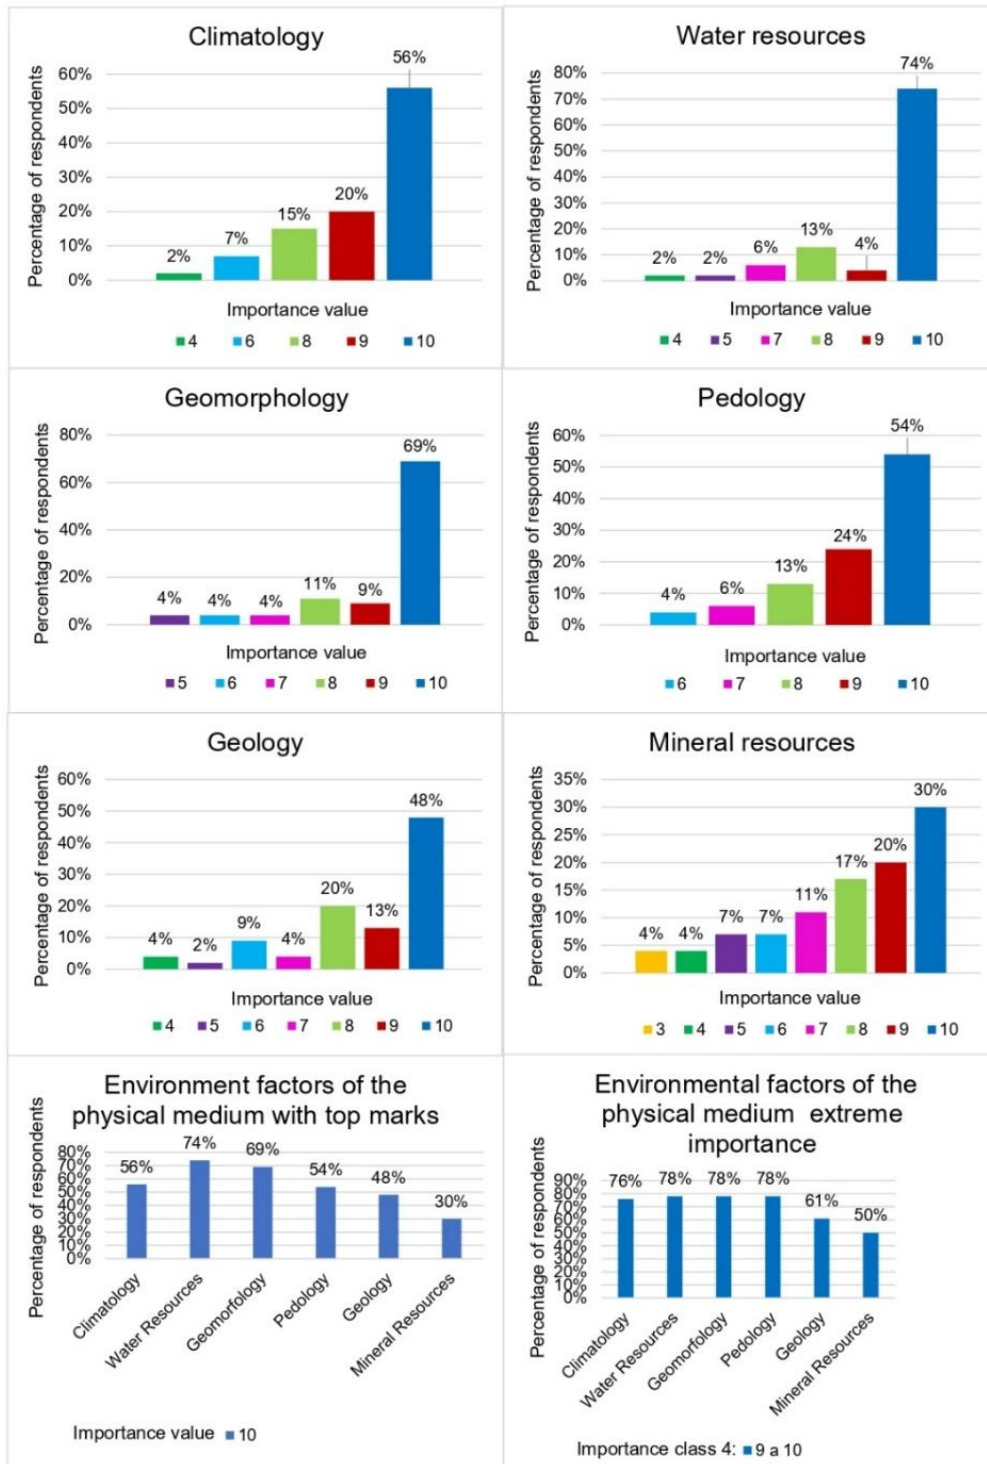 Climatology
Percentage of respondents
60%
50%
40%
30%
20%
10%
0%
2%
7%
15%
20%
56%
Importance value
4 6 8 9 10
Water resources
Percentage of respondents
80%
70%
60%
50%
40%
30%
20%
10%
0%
2%
2%
6%
13%
4%
74%
Importance value
4 5 7 8 9 10
Geomorphology
Percentage of respondents
80%
60%
40%
20%
0%
4%
4%
4%
11%
9%
69%
Importance value
5 6 7 8 9 10
Pedology
Percentage of respondents
60%
50%
40%
30%
20%
10%
0%
4%
6%
13%
24%
54%
Importance value
6 7 8 9 10
Geology
Percentage of respondents
60%
50%
40%
30%
20%
10%
0%
4%
2%
9%
4%
20%
13%
48%
Importance value
4 5 6 7 8 9 10
Mineral resources
Percentage of respondents
35%
30%
25%
20%
15%
10%
5%
0%
4%
4%
7%
7%
11%
17%
20%
30%
Importance value
3 4 5 6 7 8 9 10
Environment factors of the
physical medium with top marks
Percentage of respondents
80%
70%
60%
50%
40%
30%
20%
10%
0%
56%
74%
69%
54%
48%
30%
Climatology
Water Resources
Geomorfology
Pedology
Geology
Mineral Resources
Importance value 10
Environmental factors of the
physical medium extreme
importance
Percentage of respondents
90%
80%
70%
60%
50%
40%
30%
20%
10%
0%
76%
78%
78%
78%
61%
50%
Climatology
Water Resources
Geomorfology
Pedology
Geology
Mineral Resources
Importance class 4: 9 a 10